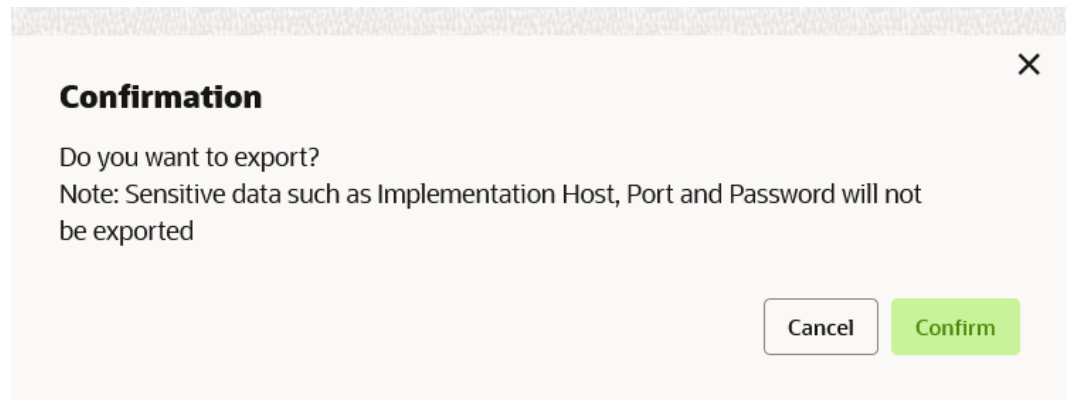 Confirmation
Do you want to export?
Note: Sensitive data such as Implementation Host, Port and Password will not
be exported
Cancel
Confirm